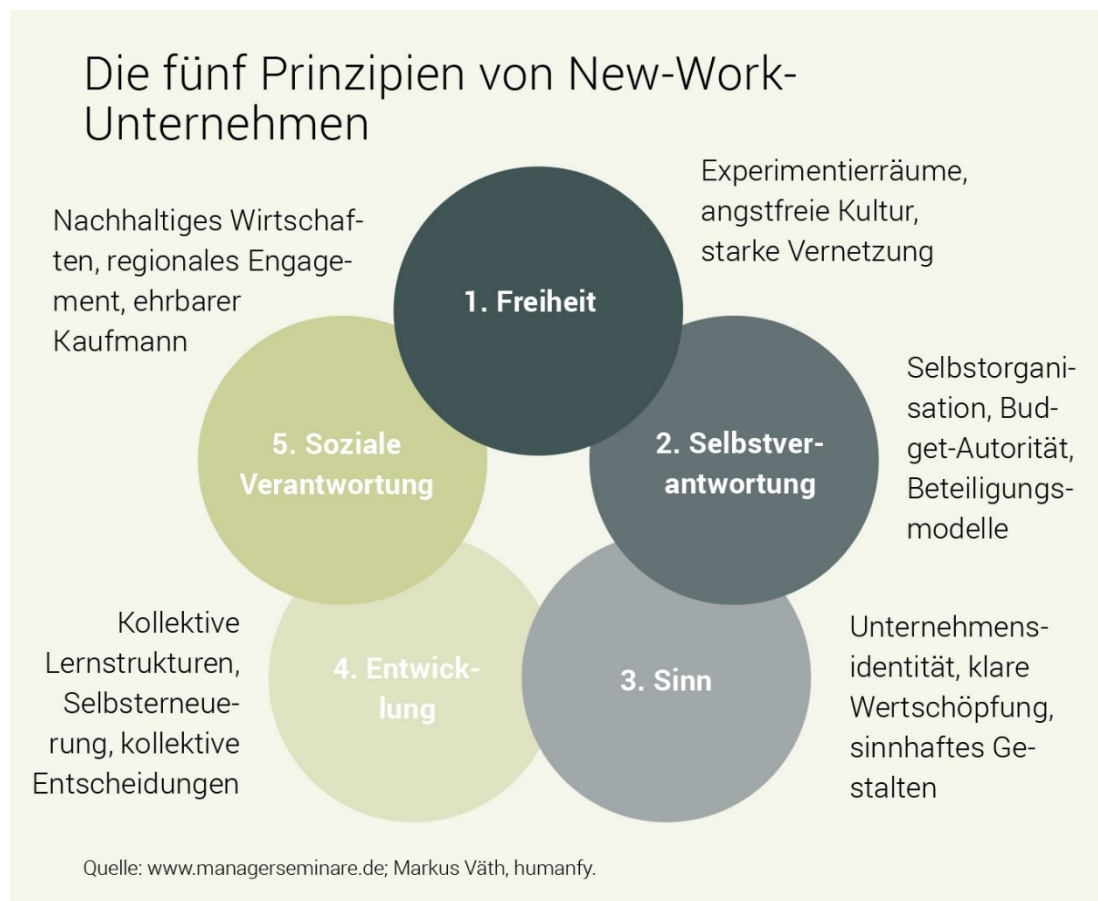 Die fünf Prinzipien von New-Work-
Unternehmen
1. Freiheit
Experimentierräume,
angstfreie Kultur,
starke Vernetzung
2. Selbstver-
antwortung
Selbstorgani-
sation, Bud-
get-Autorität,
Beteiligungs-
modelle
3. Sinn
Unternehmens-
identität, klare
Wertschöpfung,
sinnhaftes Ge-
stalten
4. Entwick-
lung
Kollektive
Lernstrukturen,
Selbsterneue-
rung, kollektive
Entscheidungen
5. Soziale
Verantwortung
Nachhaltiges Wirtschaf-
ten, regionales Engage-
ment, ehrbarer
Kaufmann
Quelle: www.managerseminare.de; Markus Väth, humanfy.